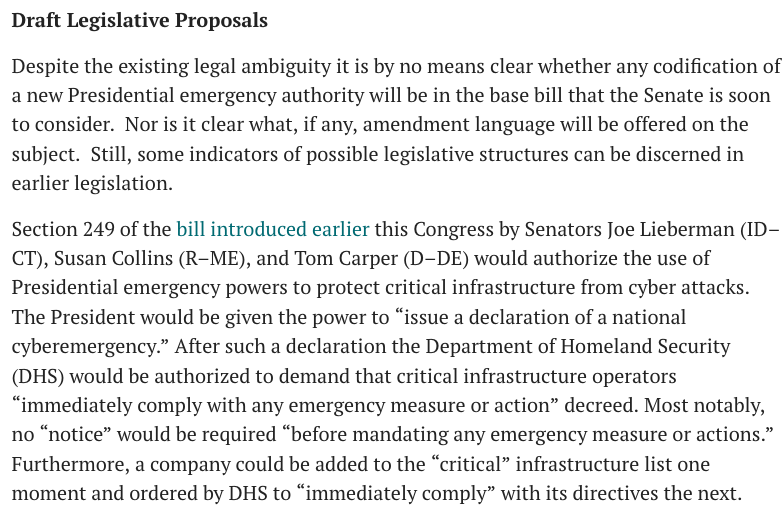 Draft Legislative Proposals
Despite the existing legal ambiguity it is by no means clear whether any codification of
a new Presidential emergency authority will be in the base bill that the Senate is soon
to consider.  Nor is it clear what, if any, amendment language will be offered on the
subject.  Still, some indicators of possible legislative structures can be discerned in
earlier legislation.
Section 249 of the bill introduced earlier this Congress by Senators Joe Lieberman (ID–
CT), Susan Collins (R–ME), and Tom Carper (D–DE) would authorize the use of
Presidential emergency powers to protect critical infrastructure from cyber attacks.
The President would be given the power to “issue a declaration of a national
cyberemergency.” After such a declaration the Department of Homeland Security
(DHS) would be authorized to demand that critical infrastructure operators
“immediately comply with any emergency measure or action” decreed. Most notably,
no “notice” would be required “before mandating any emergency measure or actions.”
Furthermore, a company could be added to the “critical” infrastructure list one
moment and ordered by DHS to “immediately comply” with its directives the next.